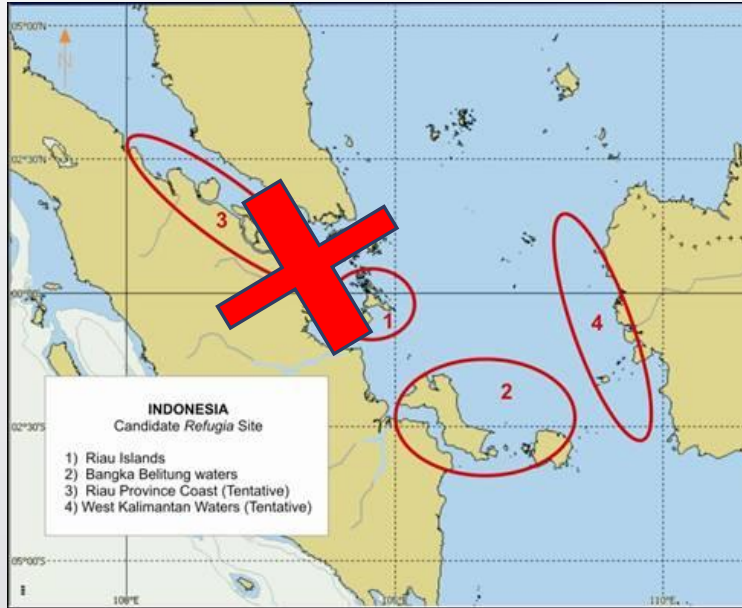 05°00'N
N
02°30'N
3
00°00'
1
4
2
INDONESIA
Candidate Refugia Site
1) Riau Islands
2) Bangka Belitung waters
3) Riau Province Coast (Tentative)
4) West Kalimantan Waters (Tentative)
02°30'S
05°00'S
110°E